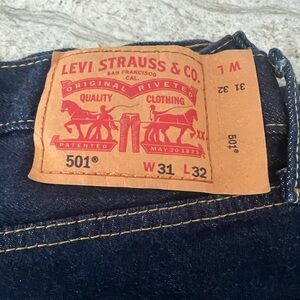 LEVI STRAUSS & CO.
SAN FRANCISCO
CAL.
ORIGINAL RIVETED
QUALITY CLOTHING
XX
PATENTED MAY 20 1873
501® W 31 L 32
W L
31 32
501®